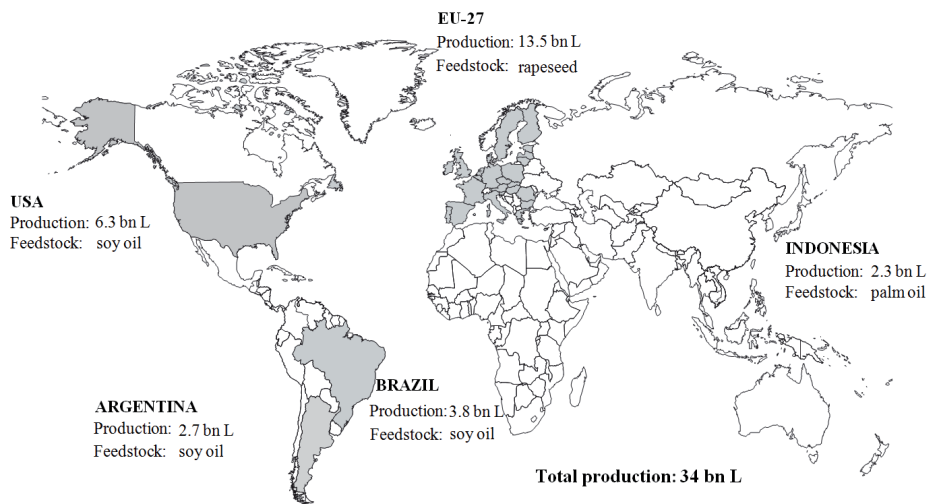 EU-27
Production: 13.5 bn L
Feedstock: rapeseed
USA
Production: 6.3 bn L
Feedstock: soy oil
INDONESIA
Production: 2.3 bn L
Feedstock: palm oil
BRAZIL
Production: 3.8 bn L
Feedstock: soy oil
ARGENTINA
Production: 2.7 bn L
Feedstock: soy oil
Total production: 34 bn L